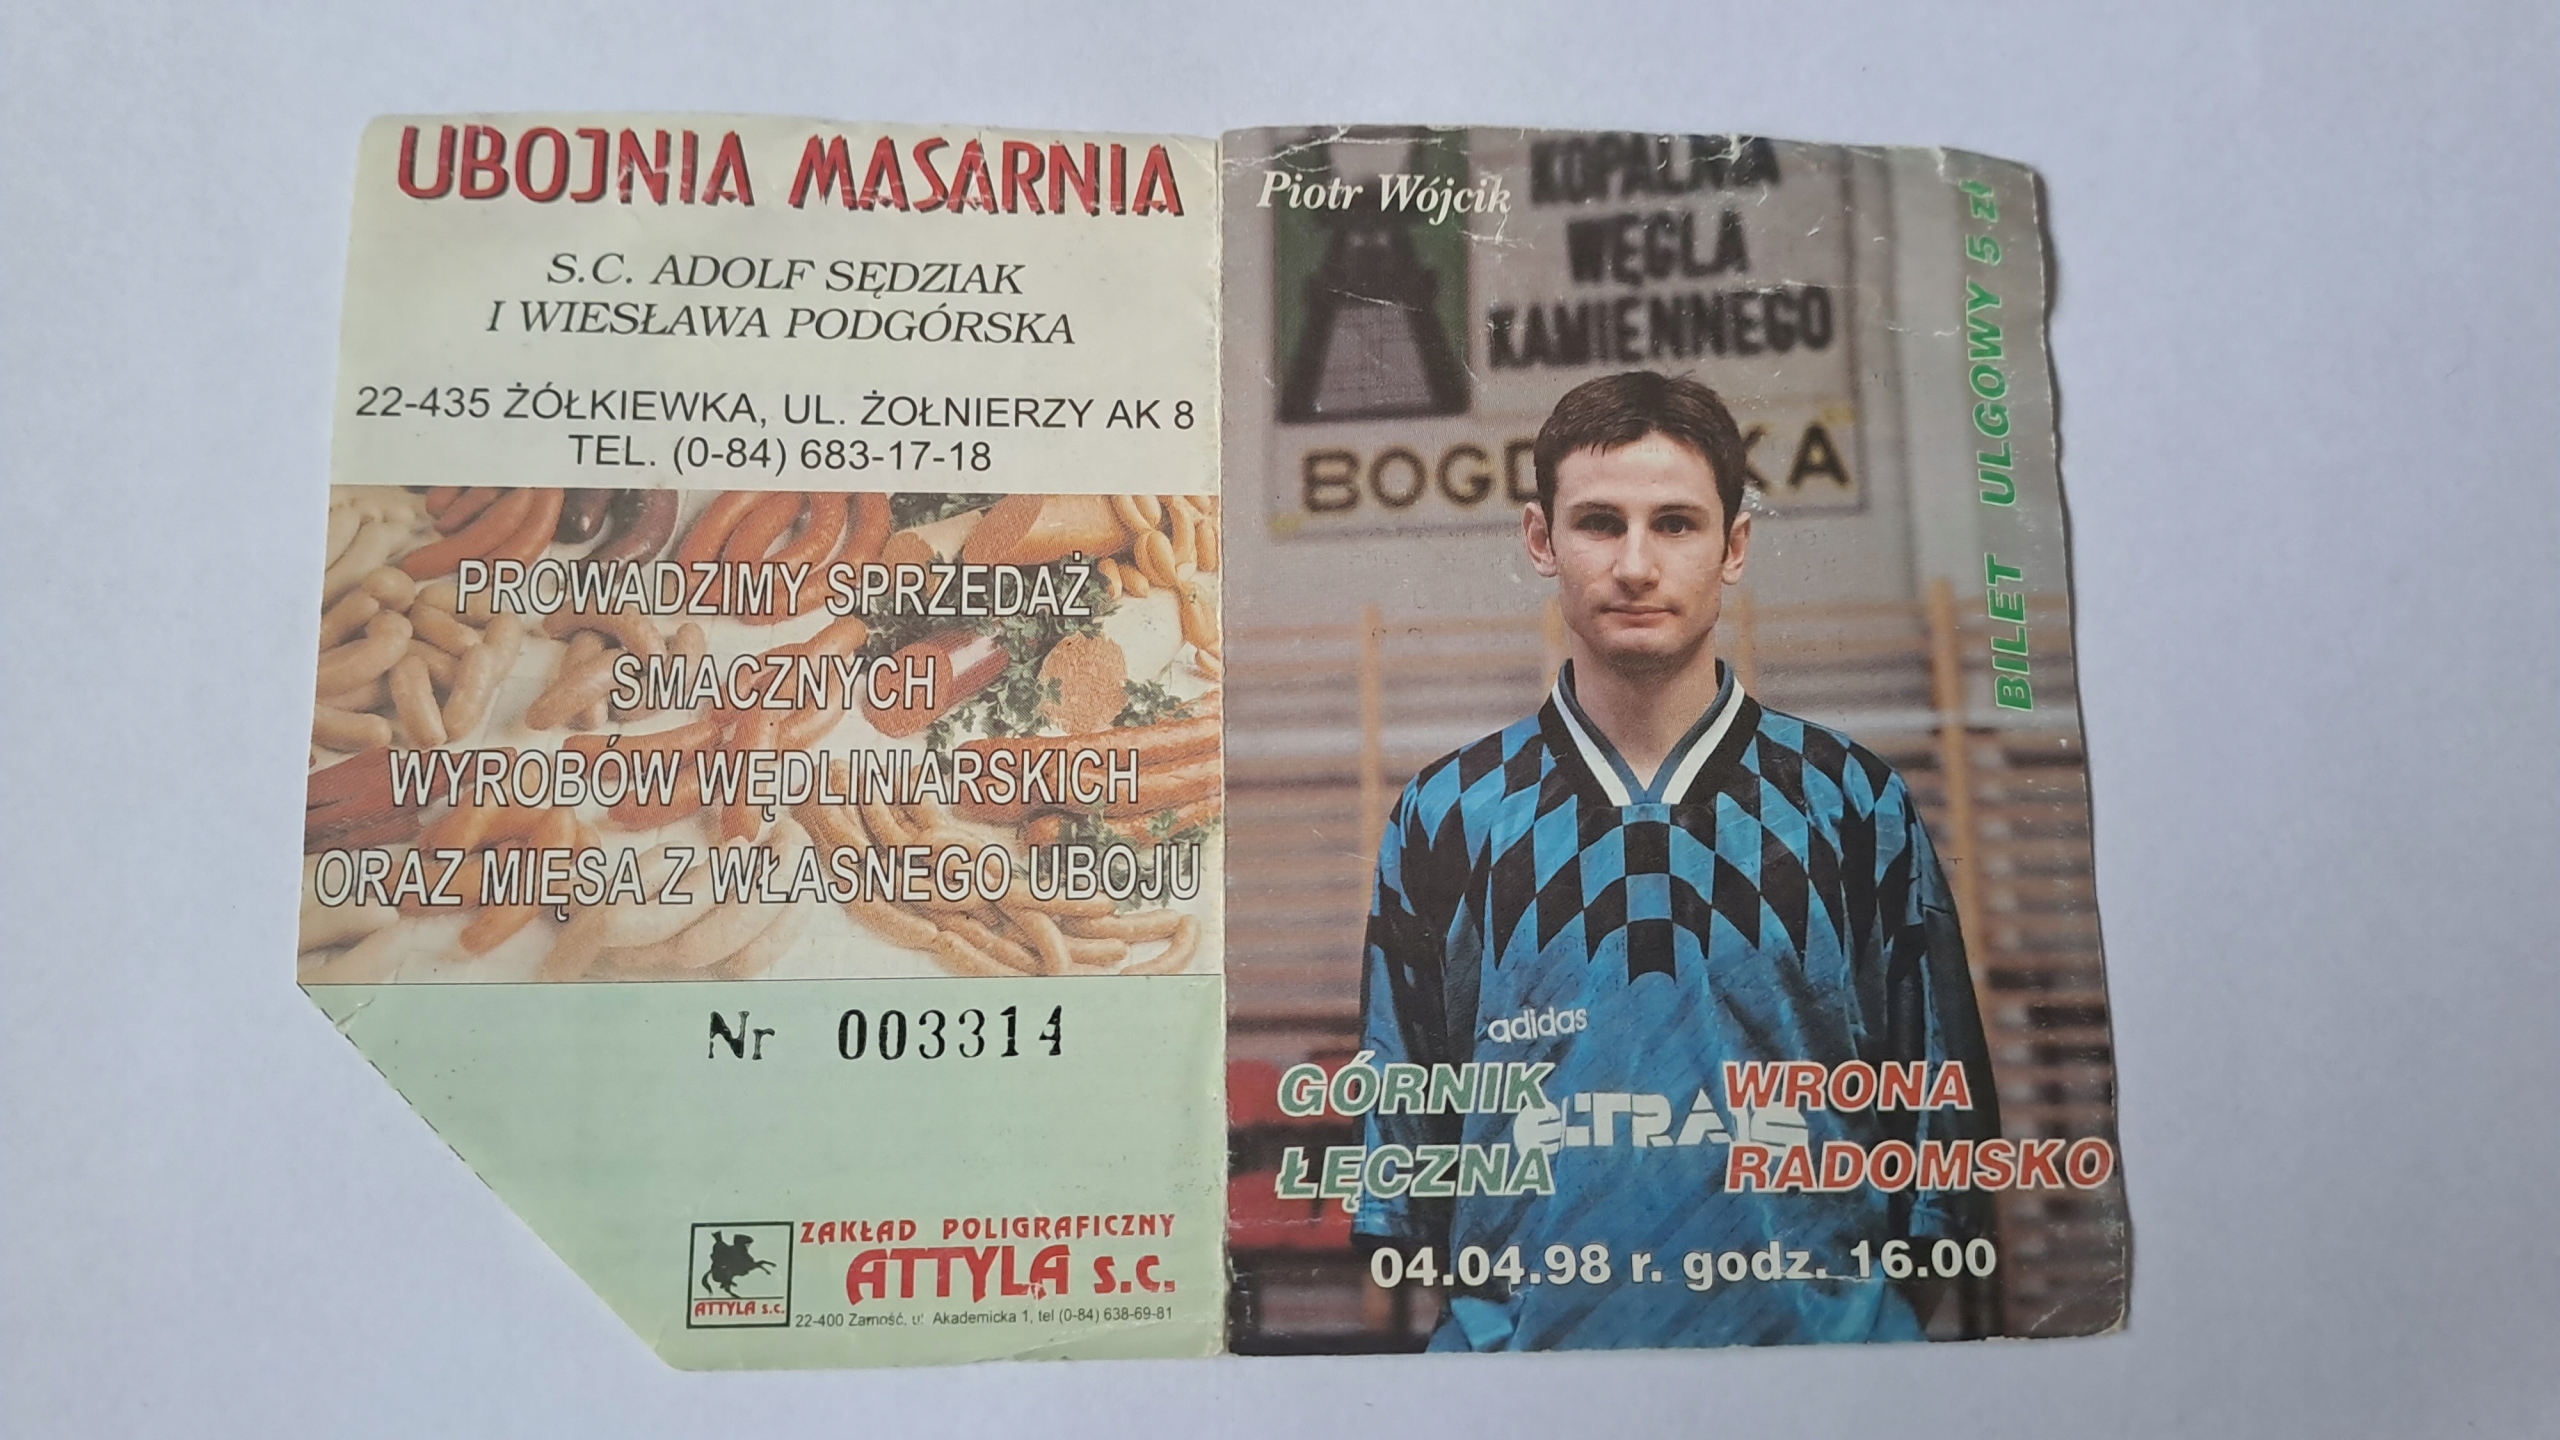 UBOJNIA MASARNIA
S.C. ADOLF SĘDZIAK
I WIESŁAWA PODGÓRSKA
22-435 ŻÓŁKIEWKA, UL. ŻOŁNIERZY AK 8
TEL. (0-84) 683-17-18
PROWADZIMY SPRZEDAŻ
SMACZNYCH
WYROBÓW WĘDLINIARSKICH
ORAZ MIĘSA Z WŁASNEGO UBOJU
Nr 003314
ZAKŁAD POLIGRAFICZNY
ATTYLA s.c.
ATTYLA s.c.
22-400 Zamość, ul. Akademicka 1, tel (0-84) 638-69-81
Piotr Wójcik
KOPALNIA
WĘGLA
KAMIENNEGO
BOGD KA
BILET ULGOWY 5 zł
adidas
GÓRNIK
ŁĘCZNA
WRONA
RADOMSKO
04.04.98 r. godz. 16.00